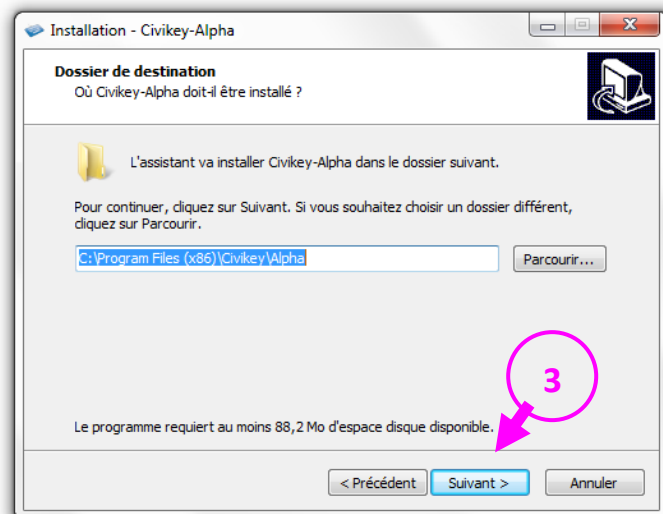 Installation - Civikey-Alpha
Dossier de destination
Où Civikey-Alpha doit-il être installé ?
L'assistant va installer Civikey-Alpha dans le dossier suivant.
Pour continuer, cliquez sur Suivant. Si vous souhaitez choisir un dossier différent,
cliquez sur Parcourir.
C:\Program Files (x86)\Civikey\Alpha
Parcourir...
3
Le programme requiert au moins 88,2 Mo d'espace disque disponible.
< Précédent
Suivant >
Annuler